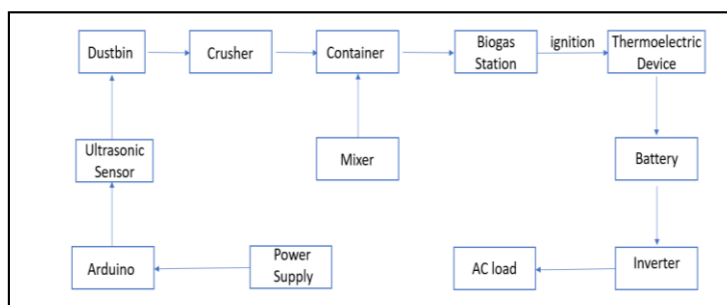 Dustbin
Crusher
Container
Biogas
Station
ignition
Thermoelectric
Device
Ultrasonic
Sensor
Mixer
Battery
Arduino
Power
Supply
AC load
Inverter